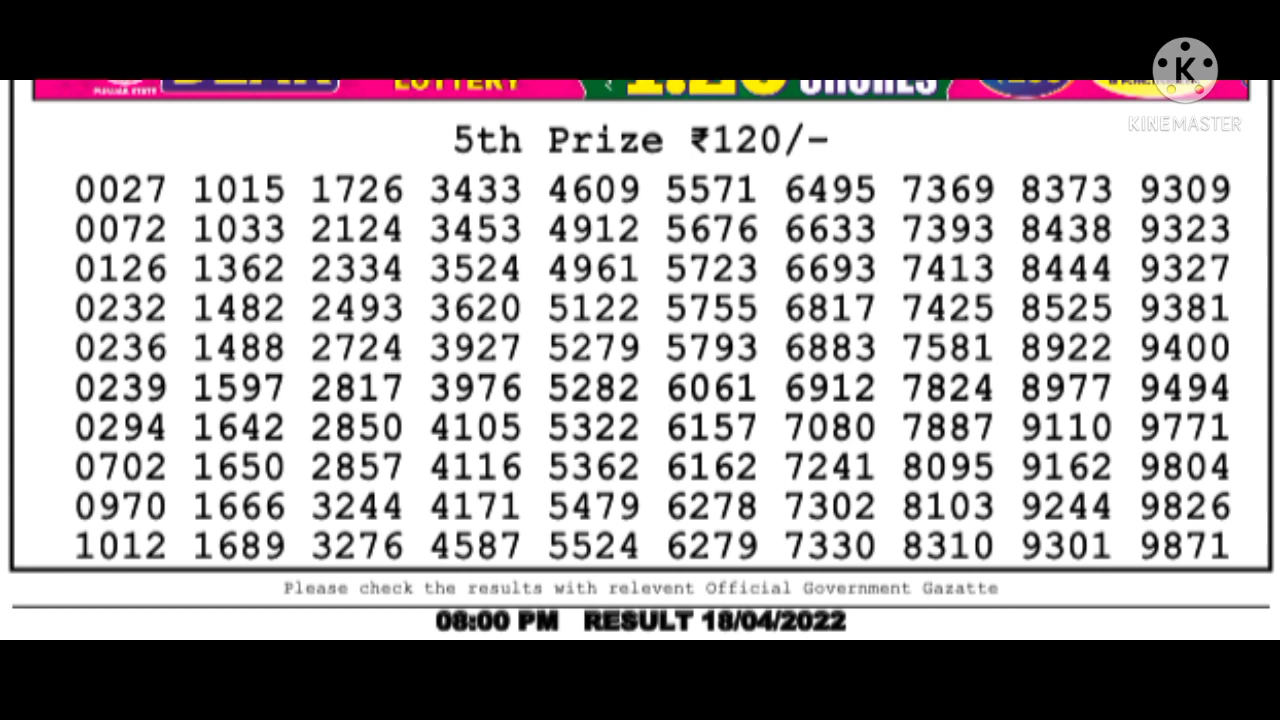 KINEMASTER
LOTTERY
5th Prize ₹120/-
0027 1015 1726 3433 4609 5571 6495 7369 8373 9309
0072 1033 2124 3453 4912 5676 6633 7393 8438 9323
0126 1362 2334 3524 4961 5723 6693 7413 8444 9327
0232 1482 2493 3620 5122 5755 6817 7425 8525 9381
0236 1488 2724 3927 5279 5793 6883 7581 8922 9400
0239 1597 2817 3976 5282 6061 6912 7824 8977 9494
0294 1642 2850 4105 5322 6157 7080 7887 9110 9771
0702 1650 2857 4116 5362 6162 7241 8095 9162 9804
0970 1666 3244 4171 5479 6278 7302 8103 9244 9826
1012 1689 3276 4587 5524 6279 7330 8310 9301 9871
Please check the results with relevent Official Government Gazatte
08:00 PM RESULT 18/04/2022